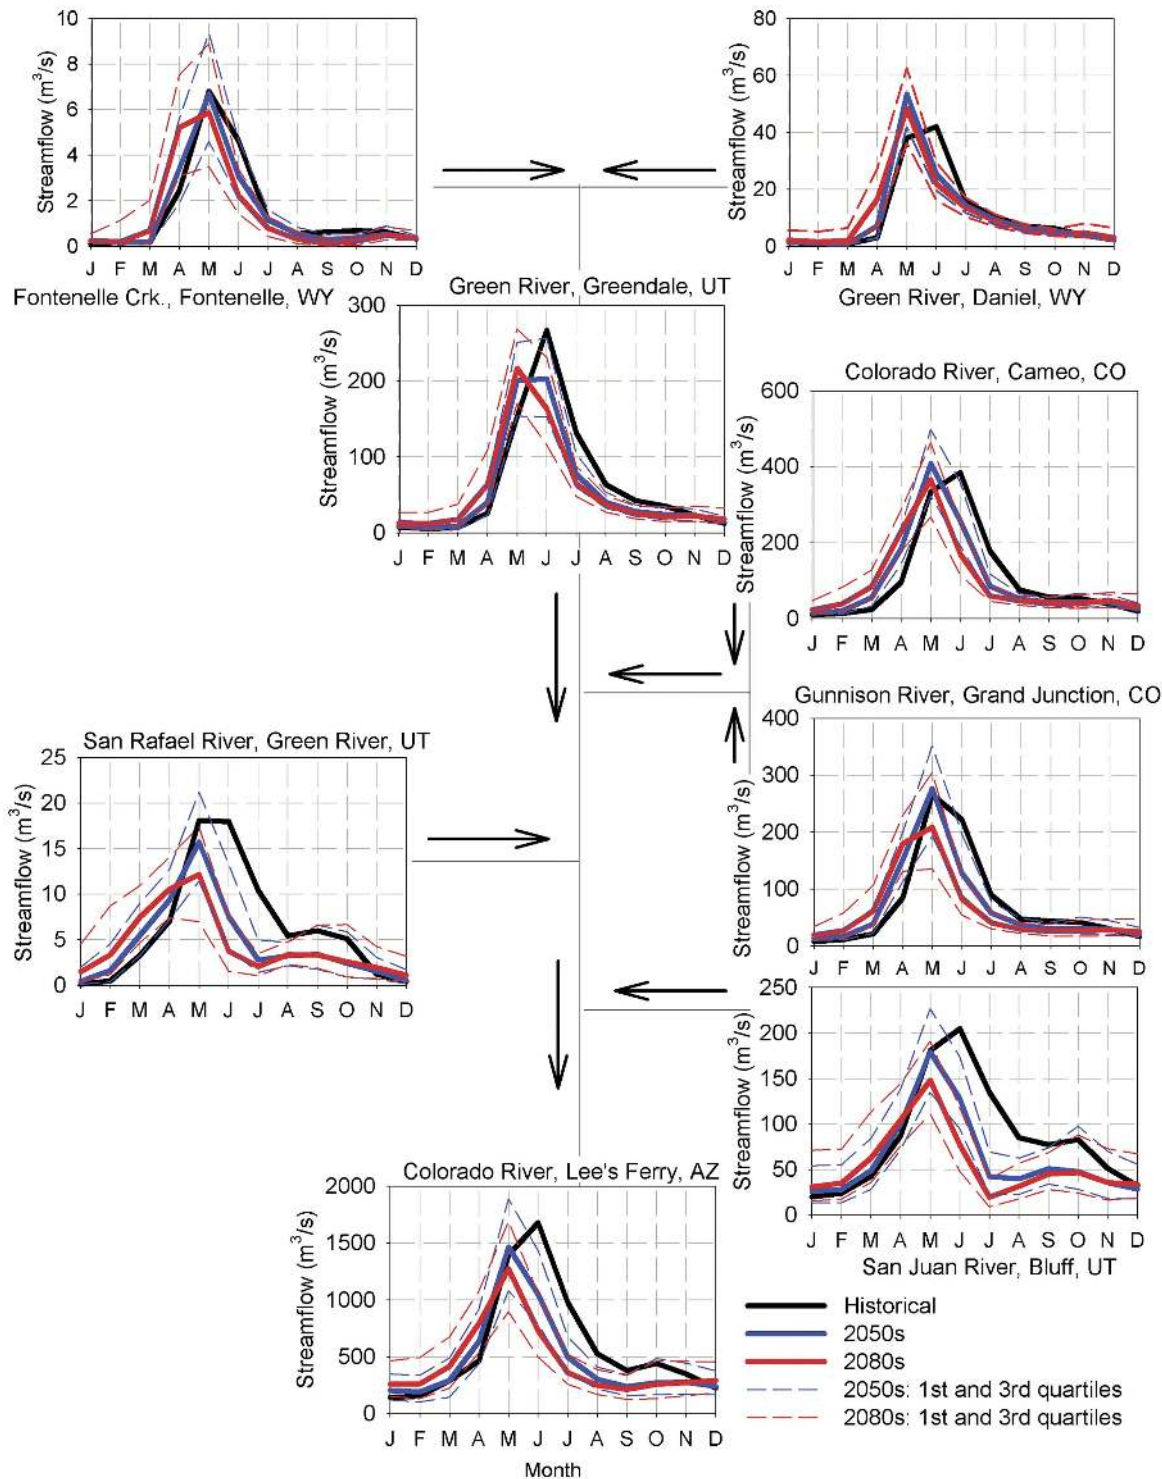 10
8
6
4
2
0
Streamflow (m3/s)
J F M A M J J A S O N D
Fontenelle Crk., Fontenelle, WY
80
60
40
20
0
Streamflow (m3/s)
J F M A M J J A S O N D
Green River, Daniel, WY
Green River, Greendale, UT
300
200
100
0
Streamflow (m3/s)
J F M A M J J A S O N D
Colorado River, Cameo, CO
600
400
200
0
Streamflow (m3/s)
J F M A M J J A S O N D
Gunnison River, Grand Junction, CO
400
300
200
100
0
Streamflow (m3/s)
J F M A M J J A S O N D
San Rafael River, Green River, UT
25
20
15
10
5
0
Streamflow (m3/s)
J F M A M J J A S O N D
250
200
150
100
50
0
Streamflow (m3/s)
J F M A M J J A S O N D
San Juan River, Bluff, UT
Colorado River, Lee's Ferry, AZ
2000
1500
1000
500
0
Streamflow (m3/s)
J F M A M J J A S O N D
Month
Historical
2050s
2080s
2050s: 1st and 3rd quartiles
2080s: 1st and 3rd quartiles